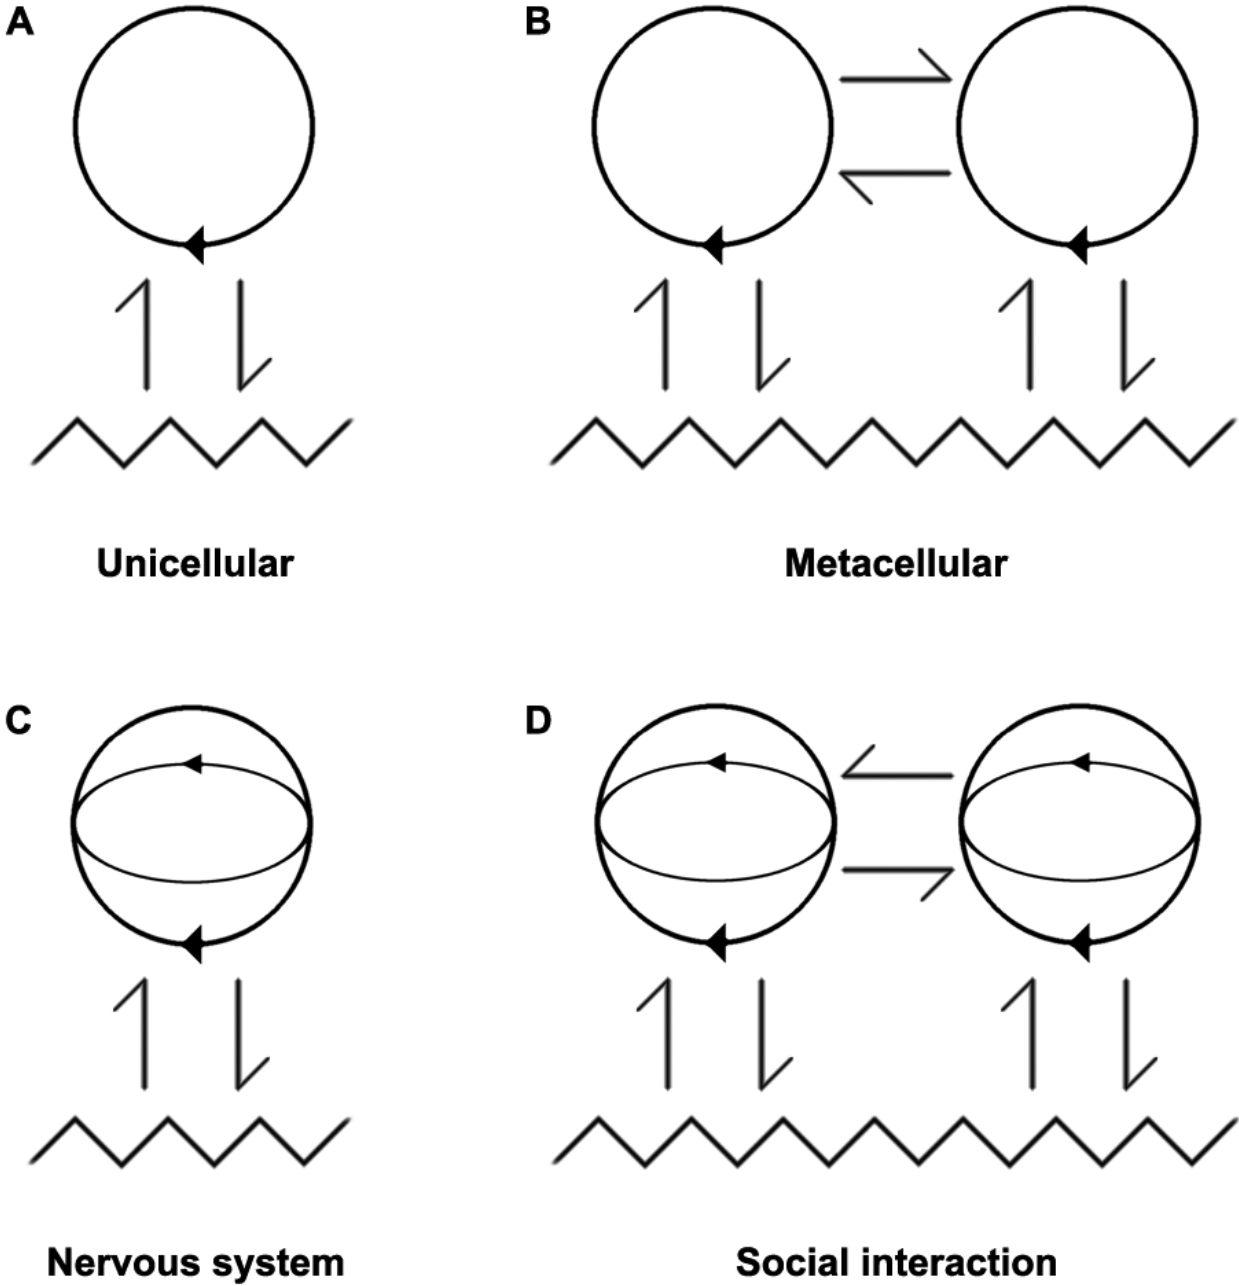 A
B
Unicellular
Metacellular
C
D
Nervous system
Social interaction